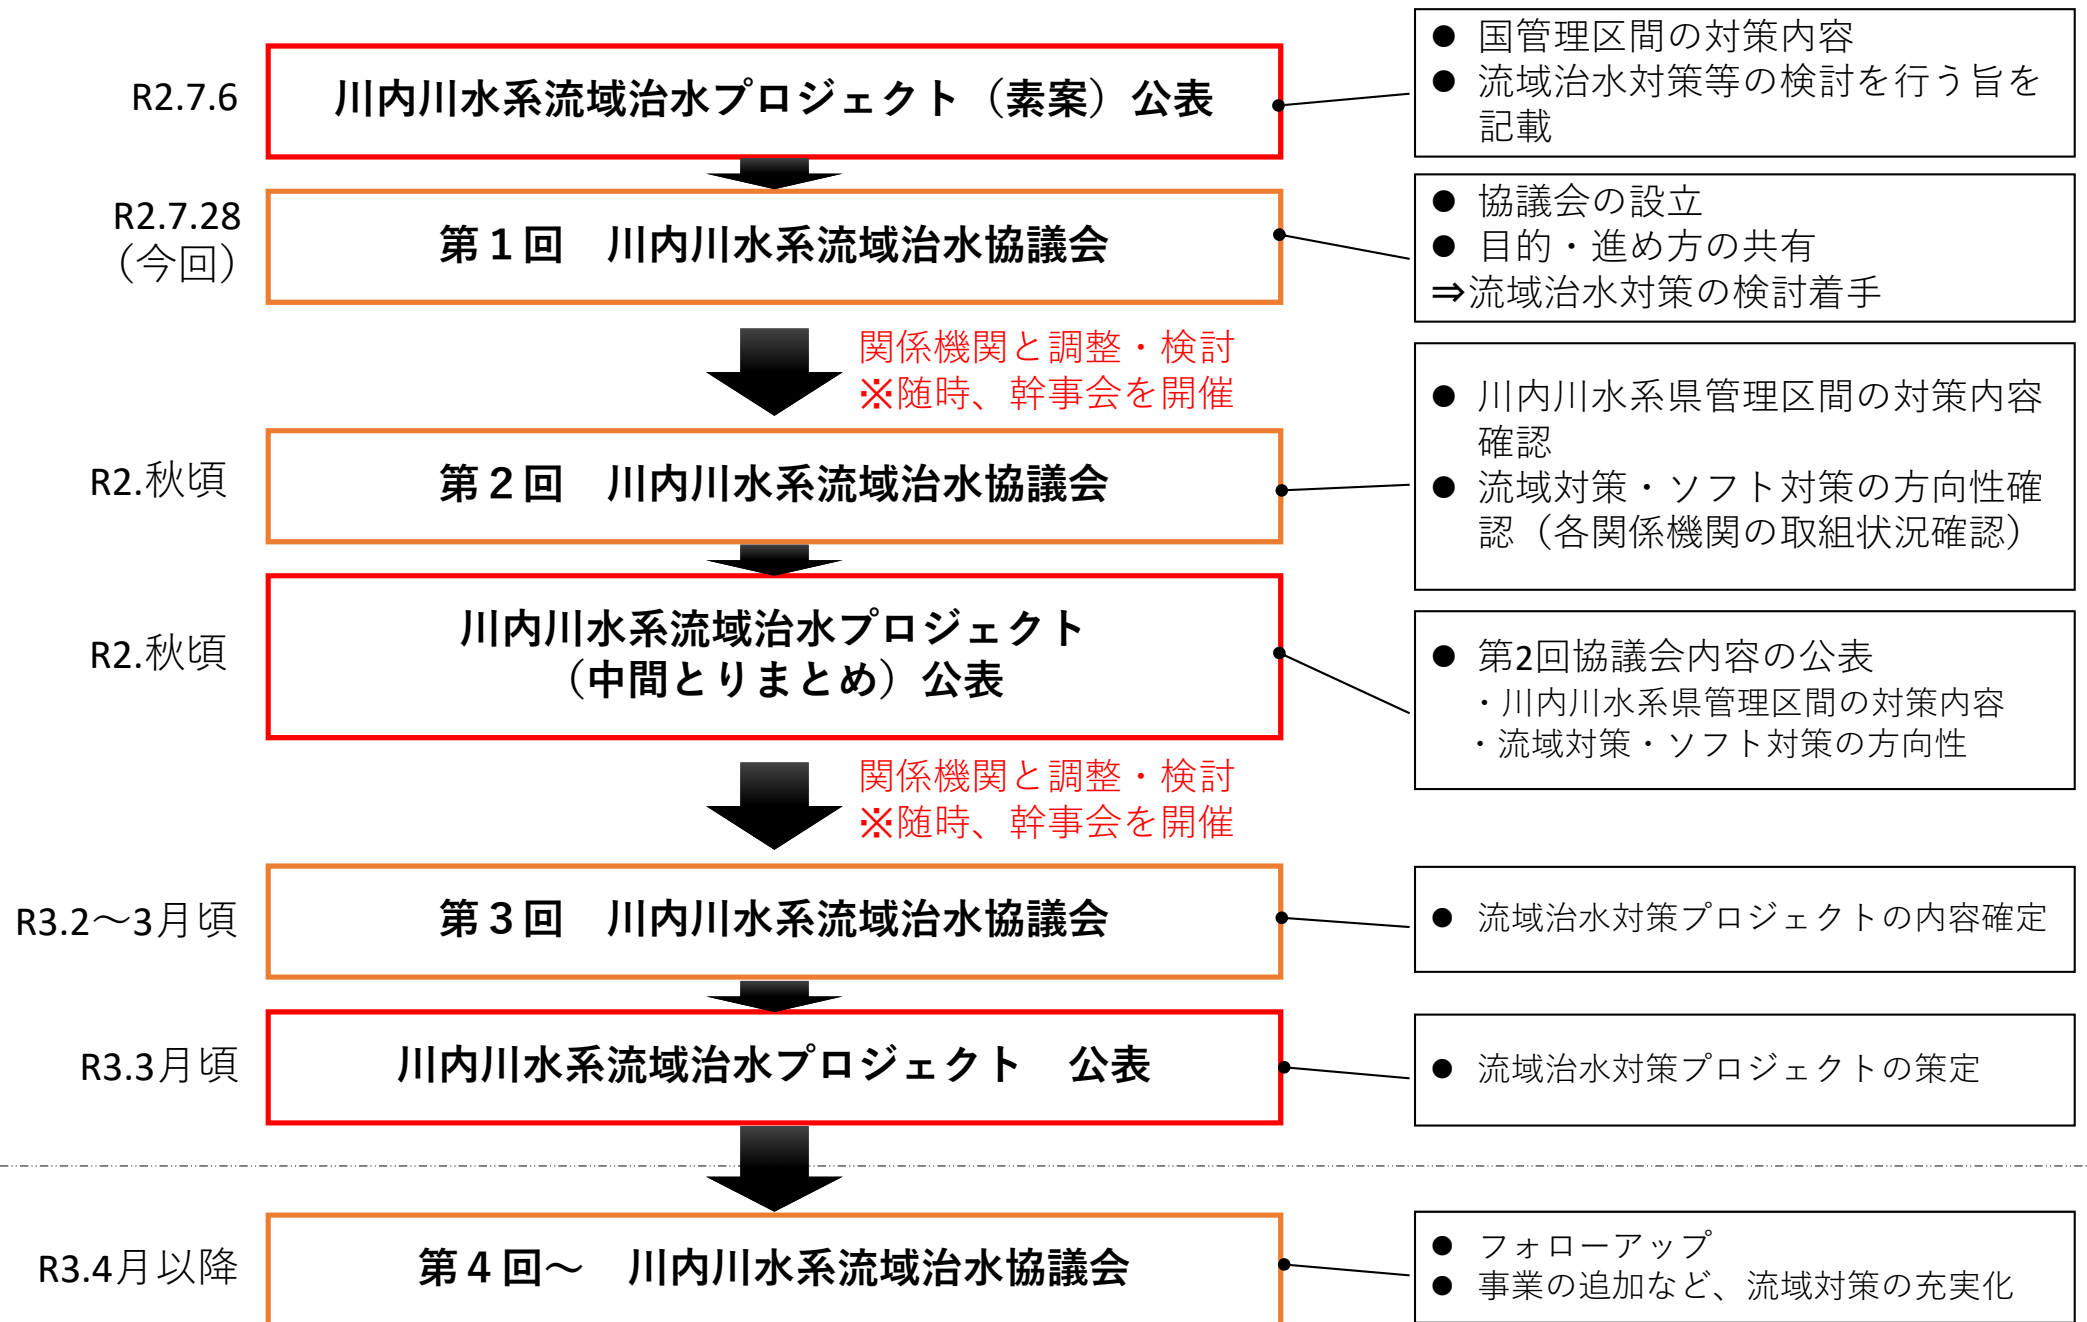 R2.7.6
川内川水系流域治水プロジェクト（素案）公表
● 国管理区間の対策内容
● 流域治水対策等の検討を行う旨を
記載
R2.7.28
（今回）
第１回　川内川水系流域治水協議会
● 協議会の設立
● 目的・進め方の共有
⇒流域治水対策の検討着手
関係機関と調整・検討
※随時、幹事会を開催
R2.秋頃
第２回　川内川水系流域治水協議会
● 川内川水系県管理区間の対策内容
確認
● 流域対策・ソフト対策の方向性確
認（各関係機関の取組状況確認）
R2.秋頃
川内川水系流域治水プロジェクト
（中間とりまとめ）公表
● 第2回協議会内容の公表
・川内川水系県管理区間の対策内容
・流域対策・ソフト対策の方向性
関係機関と調整・検討
※随時、幹事会を開催
R3.2～3月頃
第３回　川内川水系流域治水協議会
● 流域治水対策プロジェクトの内容確定
R3.3月頃
川内川水系流域治水プロジェクト　公表
● 流域治水対策プロジェクトの策定
R3.4月以降
第４回～　川内川水系流域治水協議会
● フォローアップ
● 事業の追加など、流域対策の充実化